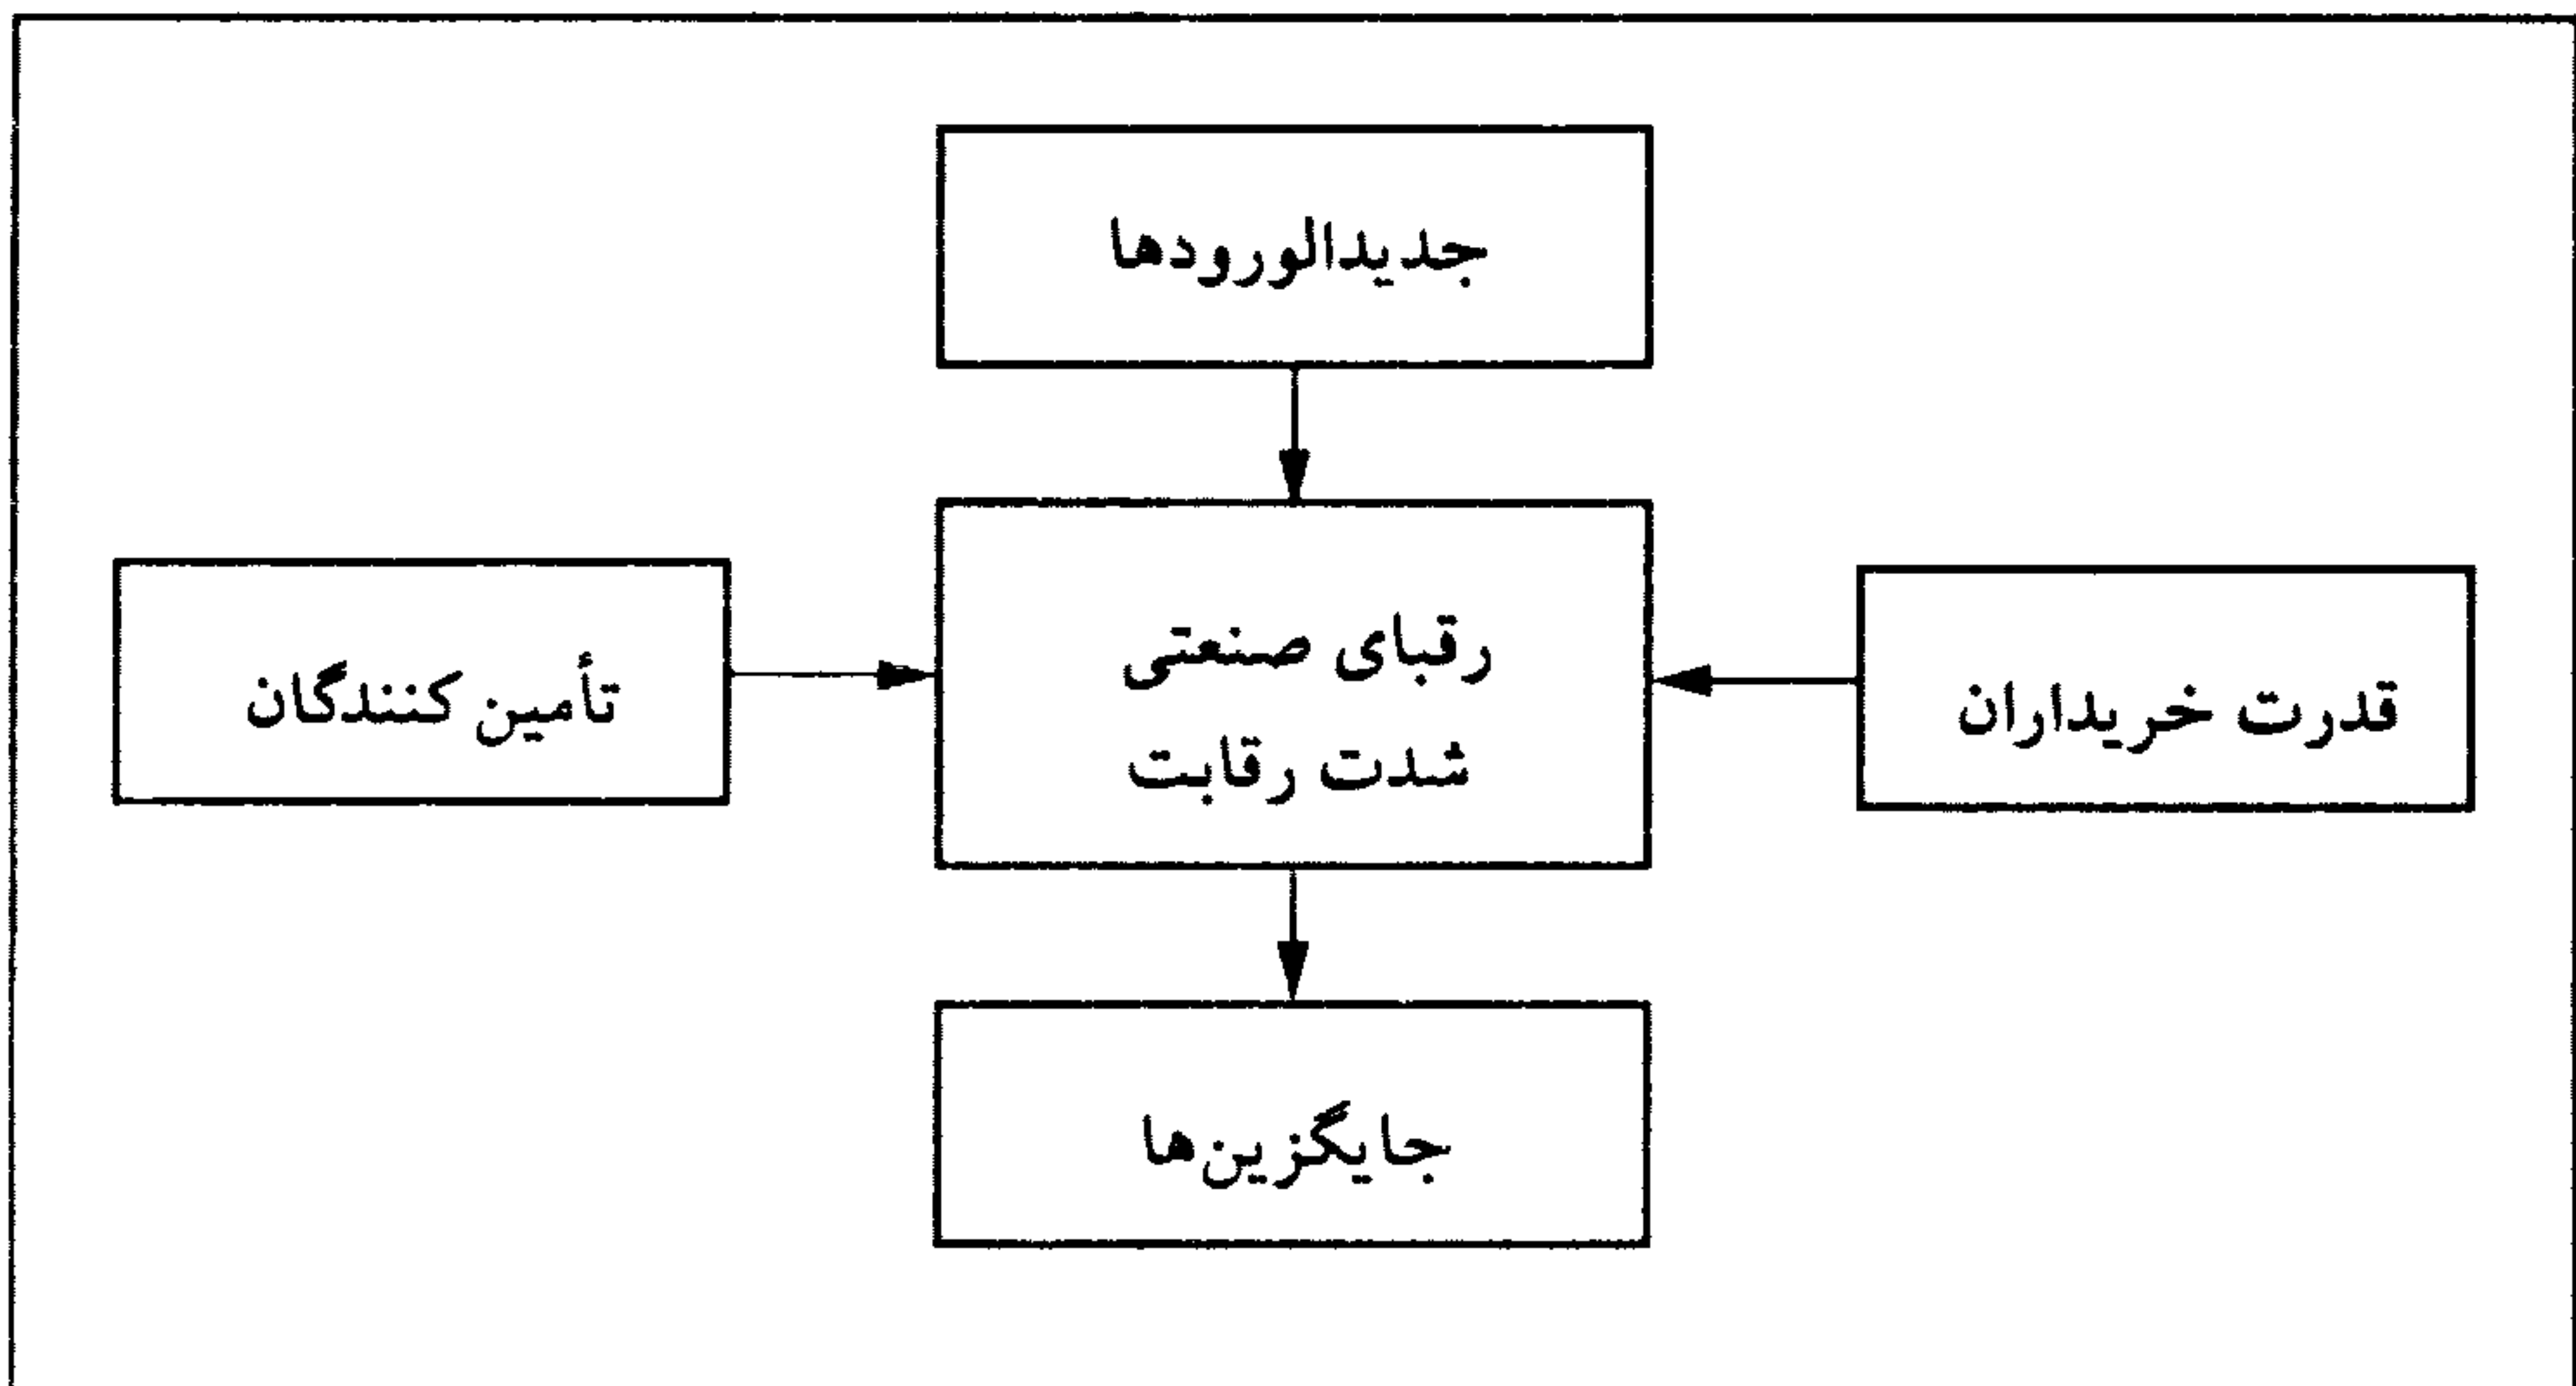 جدیدالورودها
قدرت خریداران
رقبای صنعتی
شدت رقابت
تأمین کنندگان
جایگزین‌ها